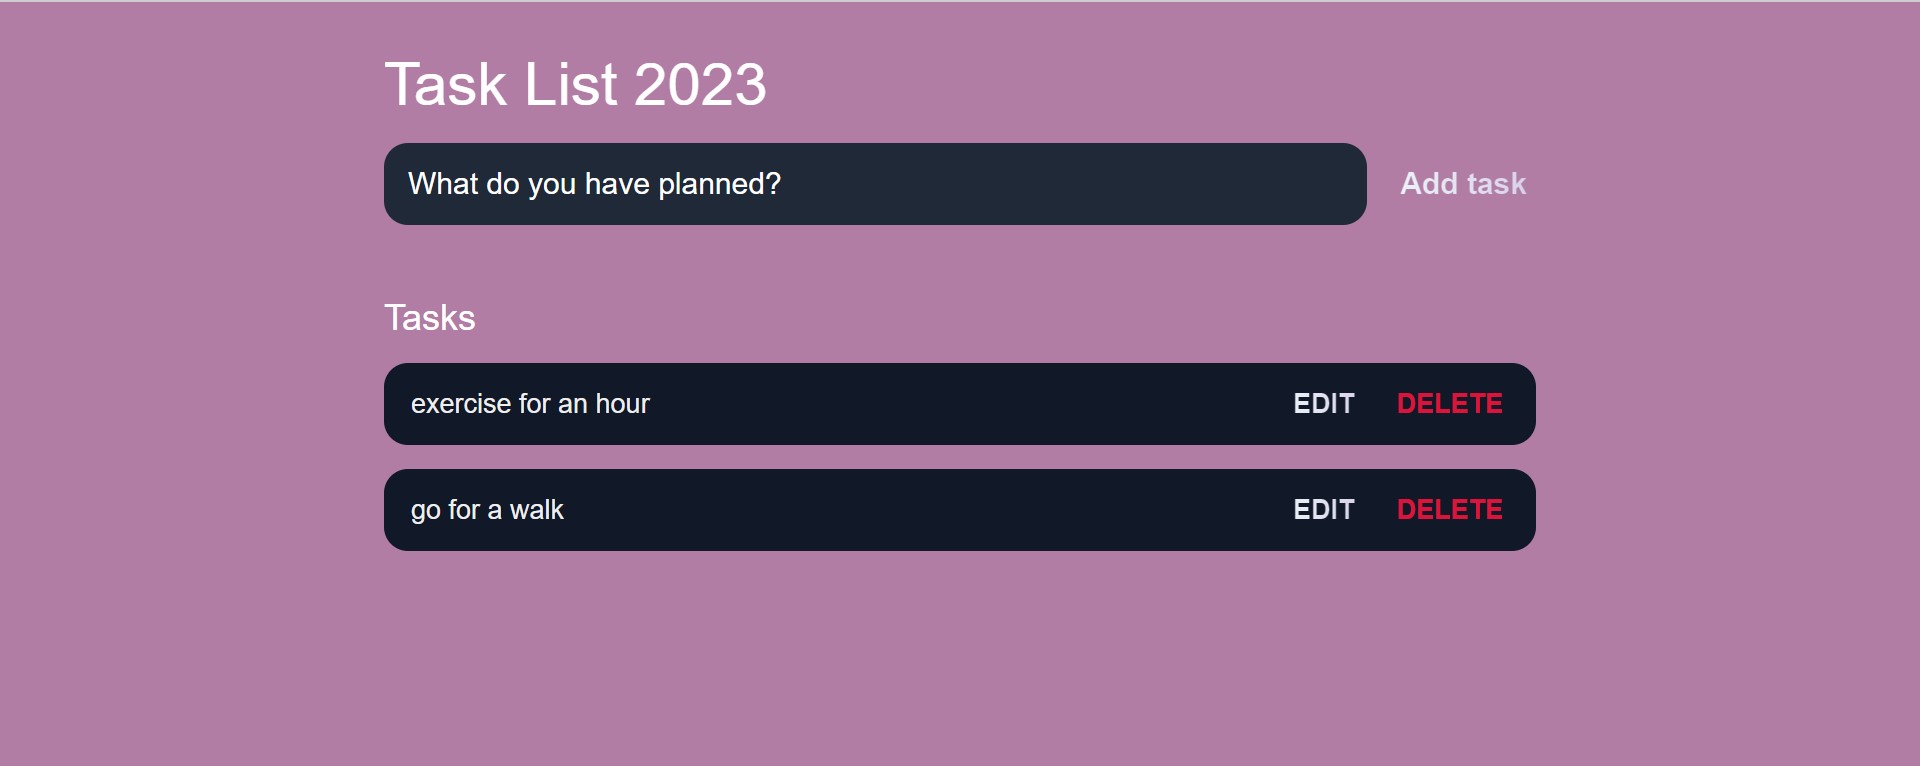 Task List 2023
What do you have planned? Add task
Tasks
exercise for an hour EDIT DELETE
go for a walk EDIT DELETE